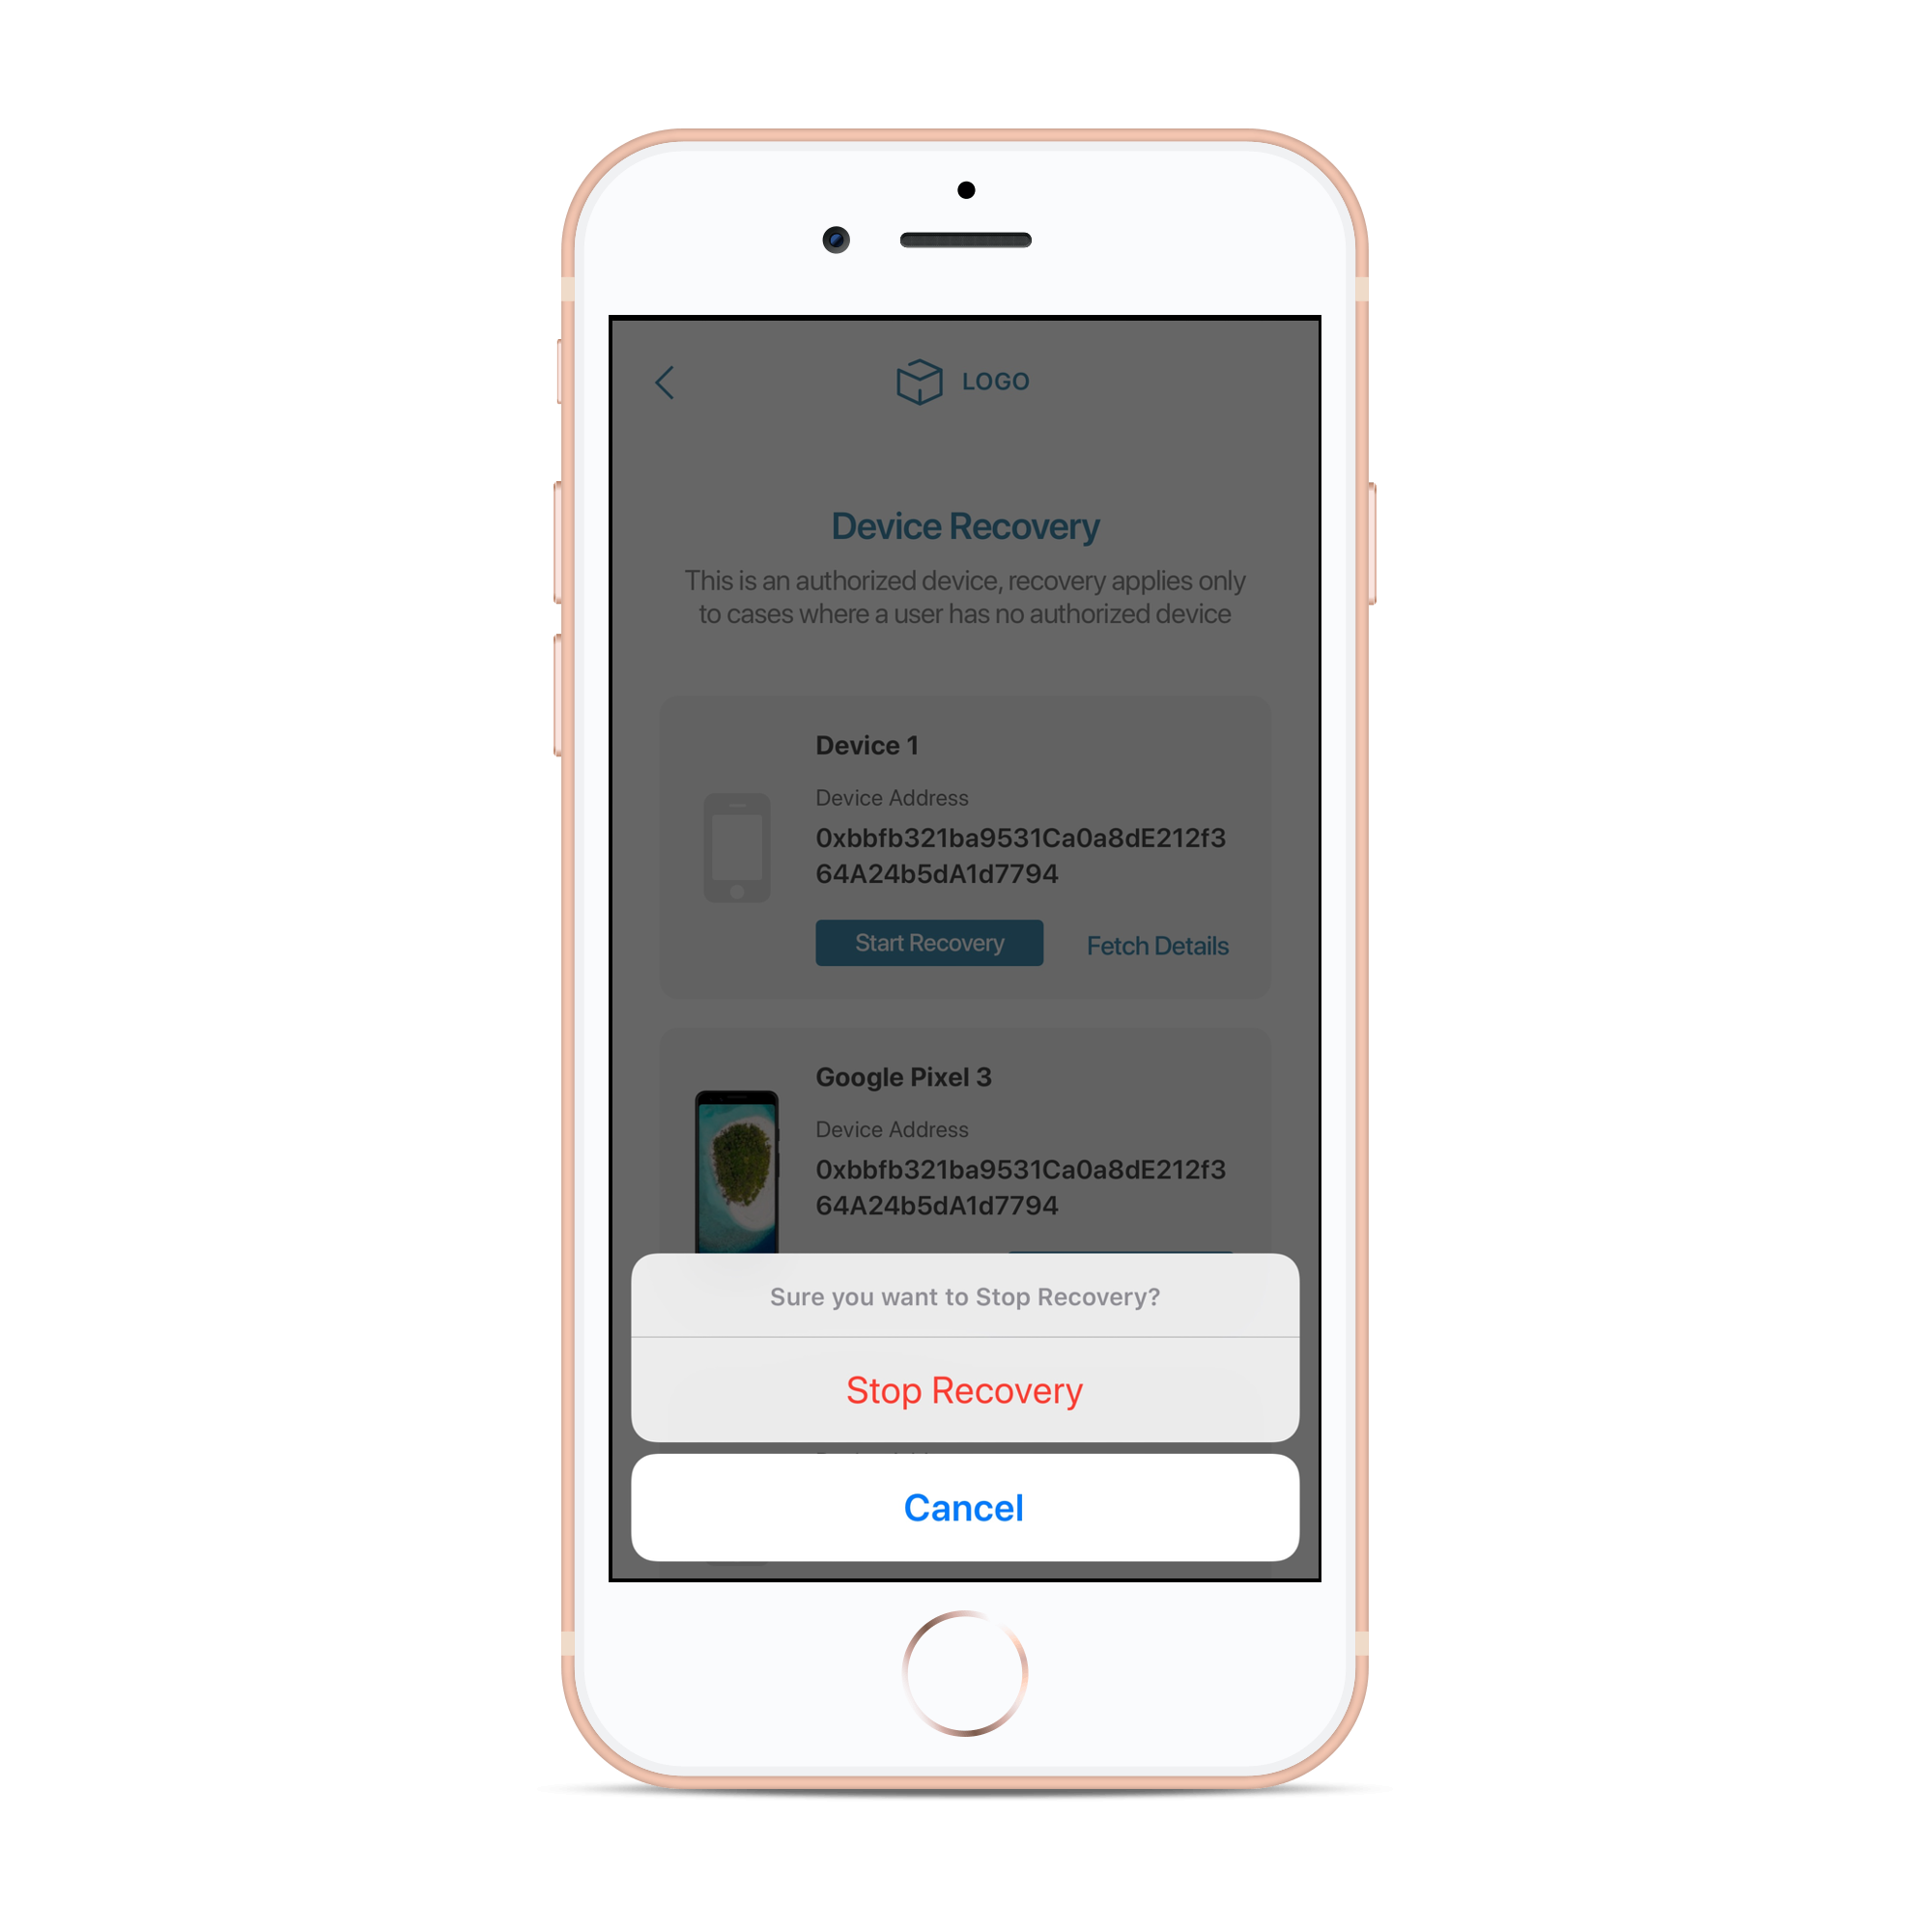 LOGO
Device Recovery
This is an authorized device, recovery applies only
to cases where a user has no authorized device
Device 1
Device Address
0xbbfb321ba9531Ca0a8dE212f3
64A24b5dA1d7794
Start Recovery
Fetch Details
Google Pixel 3
Device Address
0xbbfb321ba9531Ca0a8dE212f3
64A24b5dA1d7794
Sure you want to Stop Recovery?
Stop Recovery
Cancel